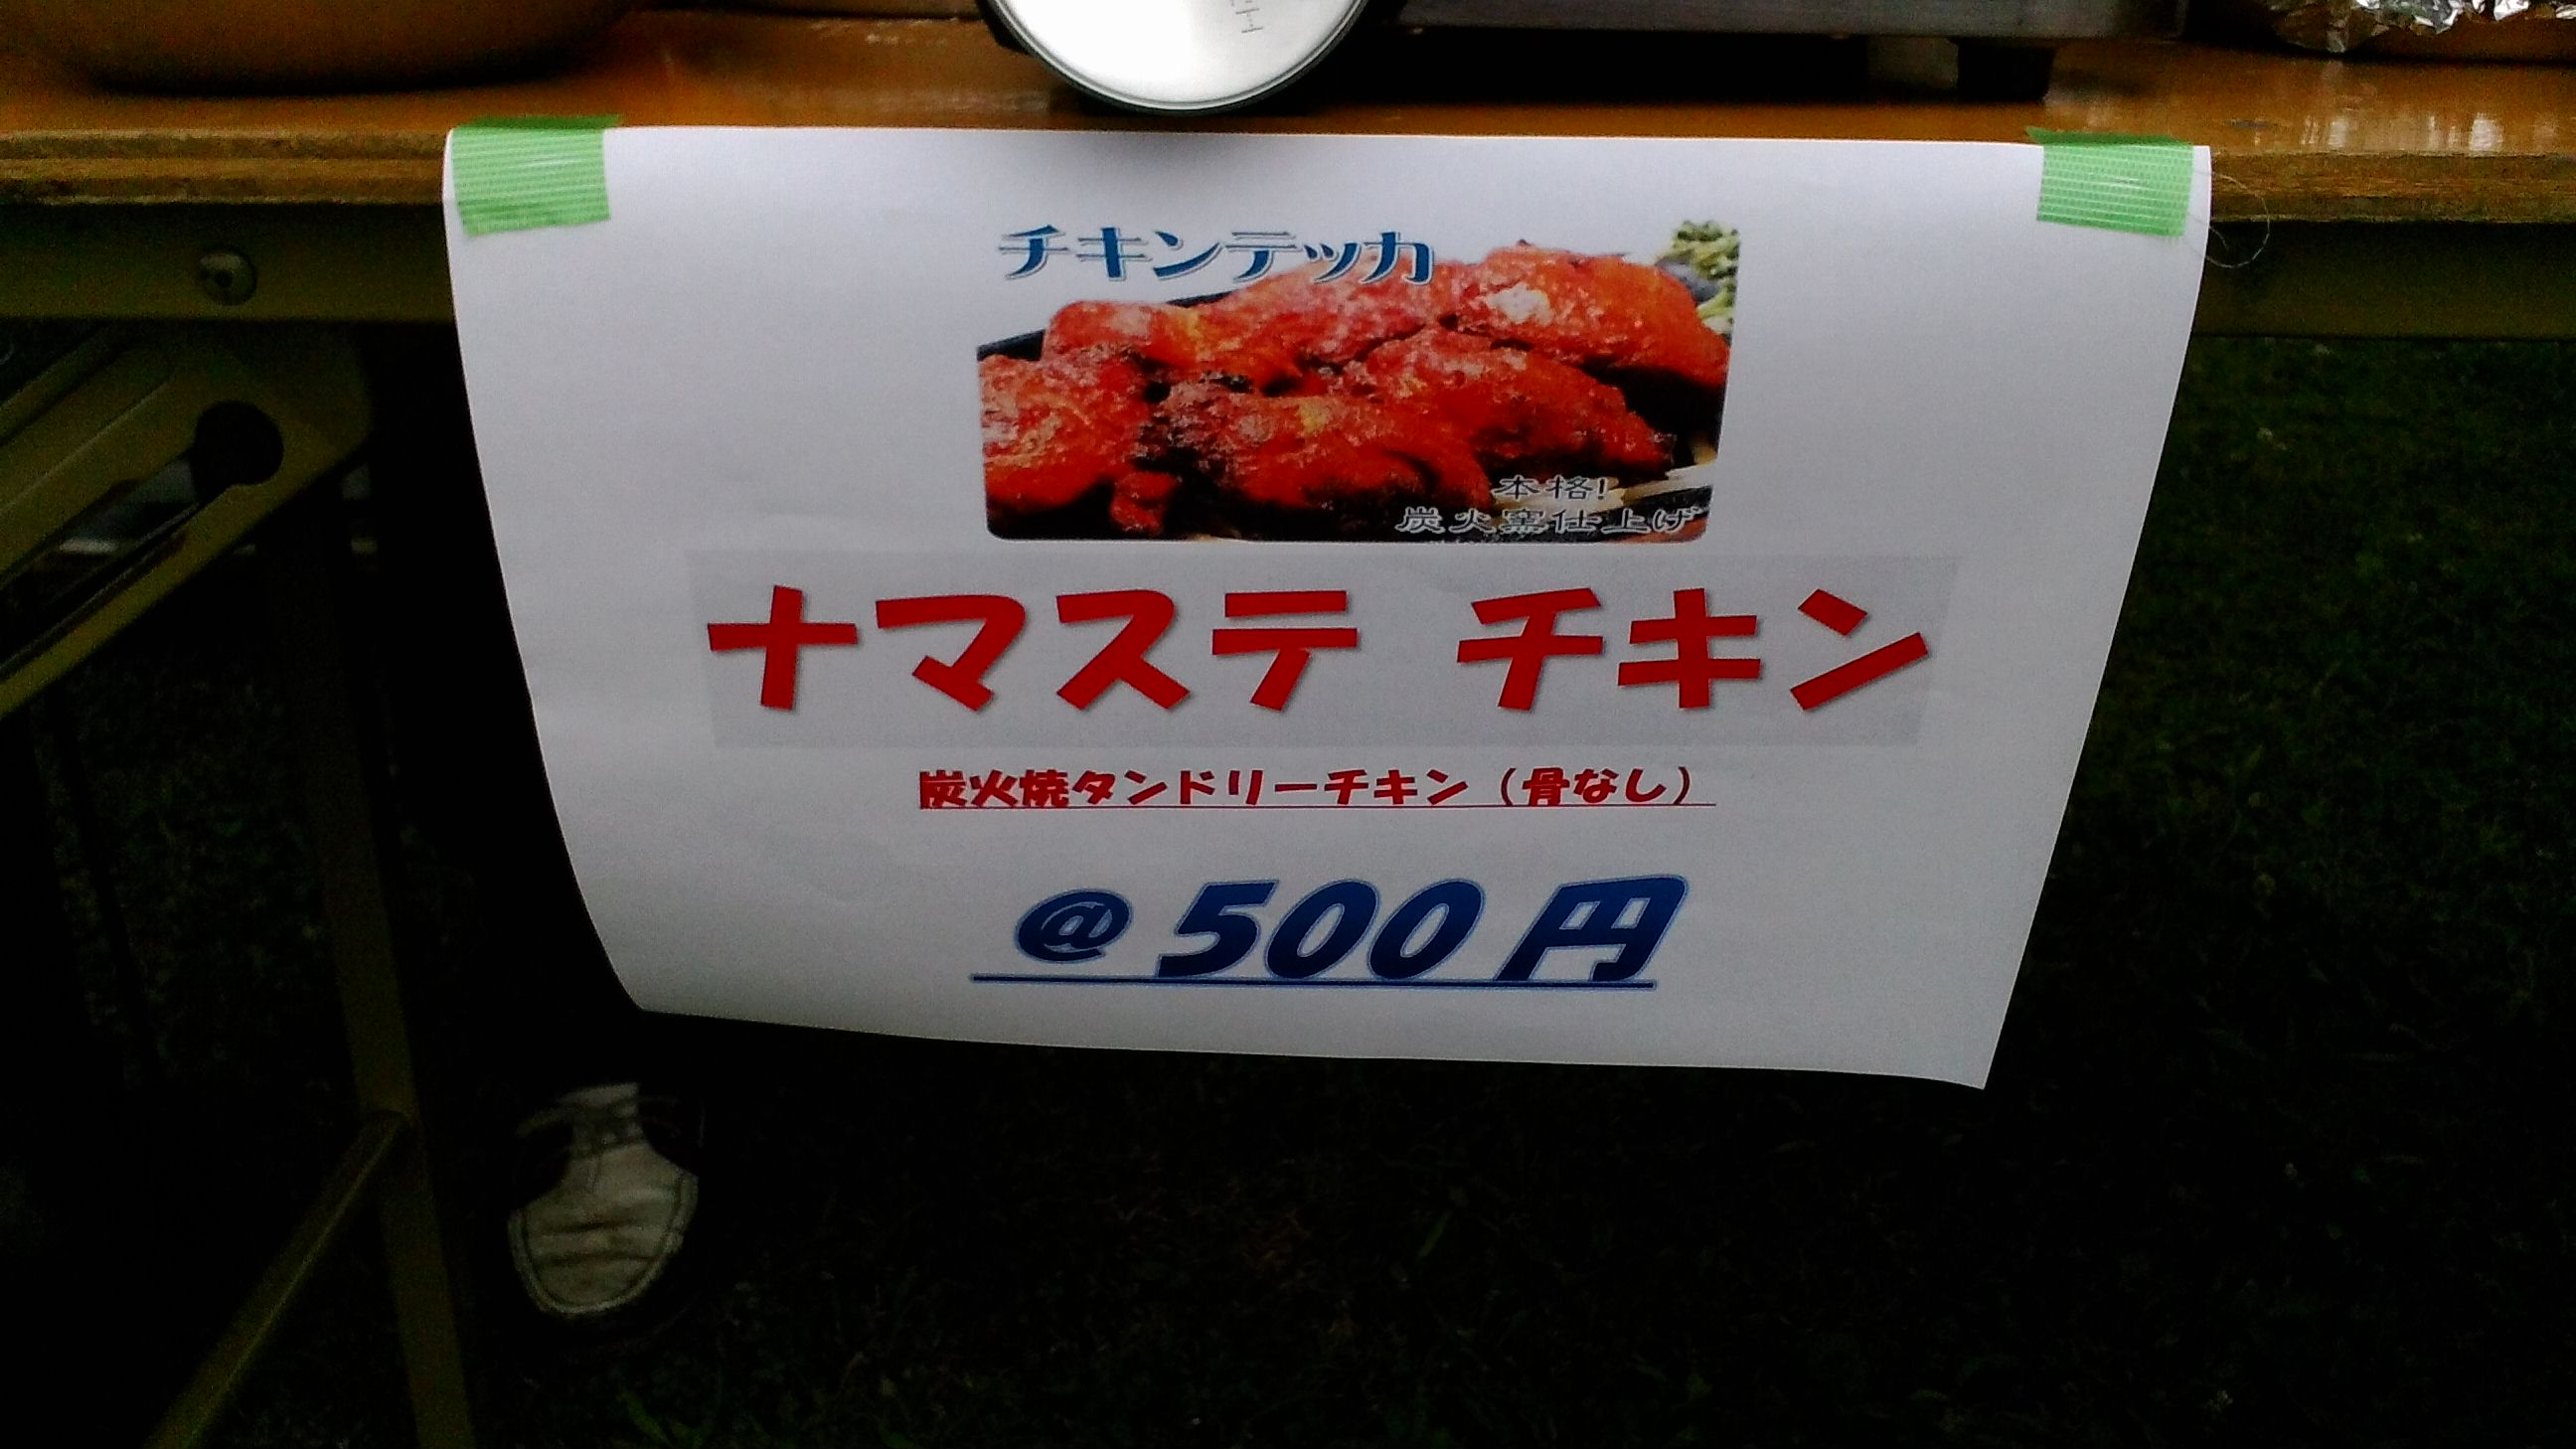 チキンテッカ
本格!
炭火窯仕上げ
ナマステ チキン
炭火焼タンドリーチキン（骨なし）
@500円